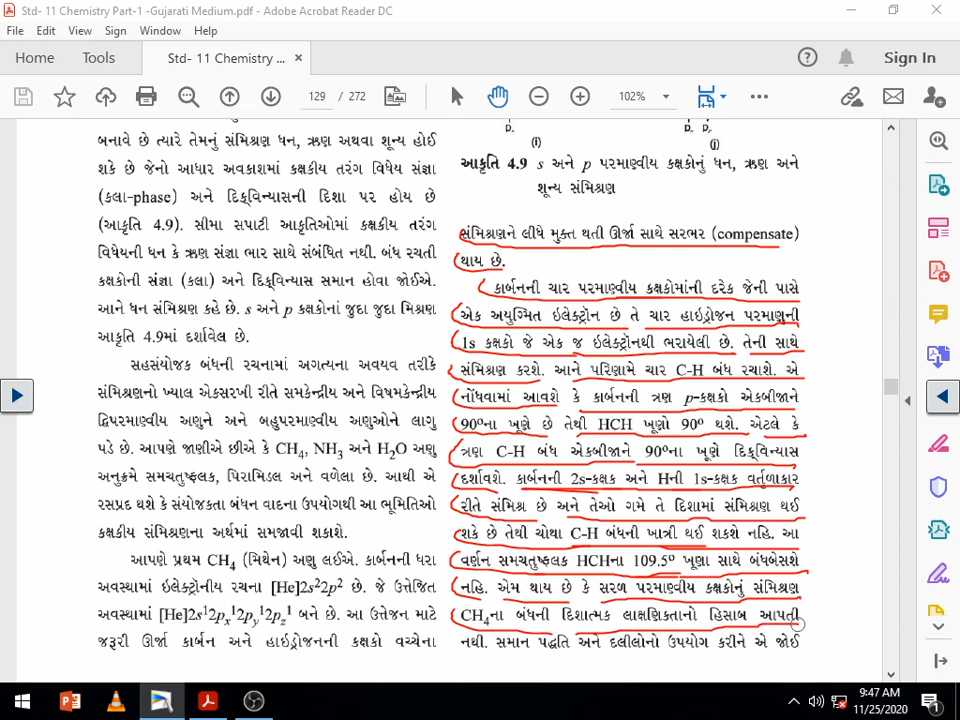 Std- 11 Chemistry Part-1 -Gujarati Medium.pdf - Adobe Acrobat Reader DC
File Edit View Sign Window Help
Home Tools Std- 11 Chemistry ... × Sign In
129 / 272 102%
બનાવે છે ત્યારે તેમનું સંમિશ્રણ ધન, ઋણ અથવા શૂન્ય હોઈ
શકે છે જેનો આધાર અવકાશમાં કક્ષકીય તરંગ વિધેય સંજ્ઞા
(કલા-phase) અને દિક્‌વિન્યાસની દિશા પર હોય છે
(આકૃતિ 4.9). સીમા સપાટી આકૃતિઓમાં કક્ષકીય તરંગ
વિધેયની ધન કે ઋણ સંજ્ઞા ભાર સાથે સંબંધિત નથી. બંધ રચતી
કક્ષકોની સંજ્ઞા (કલા) અને દિક્‌વિન્યાસ સમાન હોવા જોઈએ.
આને ધન સંમિશ્રણ કહે છે. s અને p કક્ષકોનાં જુદા જુદા મિશ્રણ
આકૃતિ 4.9માં દર્શાવેલ છે.
સહસંયોજક બંધની રચનામાં અગત્યના અવયવ તરીકે
સંમિશ્રણનો ખ્યાલ એકસરખી રીતે સમકેન્દ્રીય અને વિષમકેન્દ્રીય
દ્વિપરમાણ્વીય અણુને અને બહુપરમાણ્વીય અણુઓને લાગુ
પડે છે. આપણે જાણીએ છીએ કે CH₄, NH₃ અને H₂O અણુ
અનુક્રમે સમચતુષ્ફલક, પિરામિડલ અને વળેલા છે. આથી એ
રસપ્રદ થશે કે સંયોજકતા બંધન વાદના ઉપયોગથી આ ભૂમિતિઓ
કક્ષકીય સંમિશ્રણના અર્થમાં સમજાવી શકાશે.
આપણે પ્રથમ CH₄ (મિથેન) અણુ લઈએ. કાર્બનની ધરા
અવસ્થામાં ઇલેક્ટ્રોનીય રચના [He]2s²2p² છે. જે ઉત્તેજિત
અવસ્થામાં [He]2s¹2pₓ¹2p_y¹2p_z¹ બને છે. આ ઉત્તેજન માટે
જરૂરી ઊર્જા કાર્બન અને હાઇડ્રોજનની કક્ષકો વચ્ચેના
(i) (j)
આકૃતિ 4.9 s અને p પરમાણ્વીય કક્ષકોનું ધન, ઋણ અને
શૂન્ય સંમિશ્રણ
સંમિશ્રણને લીધે મુક્ત થતી ઊર્જા સાથે સરભર (compensate)
થાય છે.
કાર્બનની ચાર પરમાણ્વીય કક્ષકોમાંની દરેક જેની પાસે
એક અયુગ્મિત ઇલેક્ટ્રૉન છે તે ચાર હાઇડ્રોજન પરમાણુની
1s કક્ષકો જે એક જ ઇલેક્ટ્રૉનથી ભરાયેલી છે. તેની સાથે
સંમિશ્રણ કરશે. આને પરિણામે ચાર C-H બંધ રચાશે. એ
નોંધવામાં આવશે કે કાર્બનની ત્રણ p-કક્ષકો એકબીજાને
90°ના ખૂણે છે તેથી HCH ખૂણો 90° થશે. એટલે કે
ત્રણ C-H બંધ એકબીજાને 90°ના ખૂણે દિક્‌વિન્યાસ
દર્શાવશે. કાર્બનની 2s-કક્ષક અને Hની 1s-કક્ષક વર્તુળાકાર
રીતે સંમિશ્ર છે અને તેઓ ગમે તે દિશામાં સંમિશ્રણ થઈ
શકે છે તેથી ચોથા C-H બંધની ખાત્રી થઈ શકશે નહિ. આ
વર્ણન સમચતુષ્ફલક HCHના 109.5° ખૂણા સાથે બંધબેસશે
નહિ. એમ થાય છે કે સરળ પરમાણ્વીય કક્ષકોનું સંમિશ્રણ
CH₄ના બંધની દિશાત્મક લાક્ષણિકતાનો હિસાબ આપતી
નથી. સમાન પદ્ધતિ અને દલીલોનો ઉપયોગ કરીને એ જોઈ
9:47 AM
11/25/2020